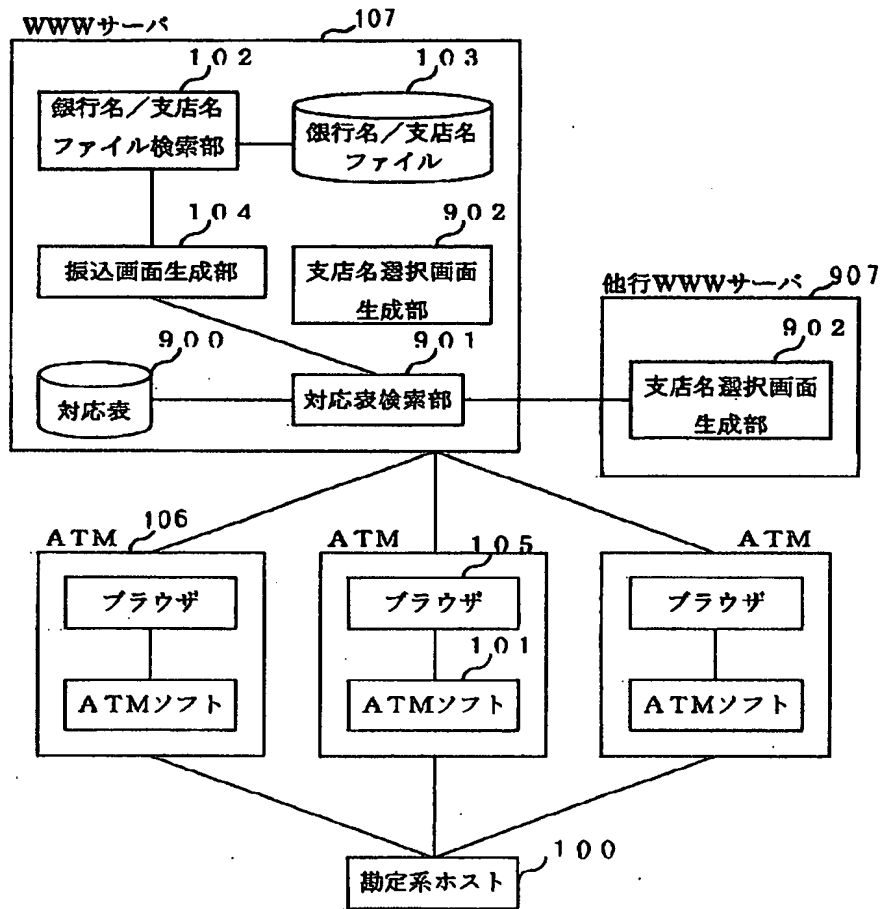 WWWサーバ
107
102
103
銀行名／支店名
ファイル検索部
銀行名／支店名
ファイル
104
902
振込画面生成部
支店名選択画面
生成部
他行WWWサーバ
907
900
901
902
対応表
対応表検索部
支店名選択画面
生成部
ATM
106
ATM
105
ATM
ブラウザ
ブラウザ
ブラウザ
101
ATMソフト
ATMソフト
ATMソフト
100
勘定系ホスト